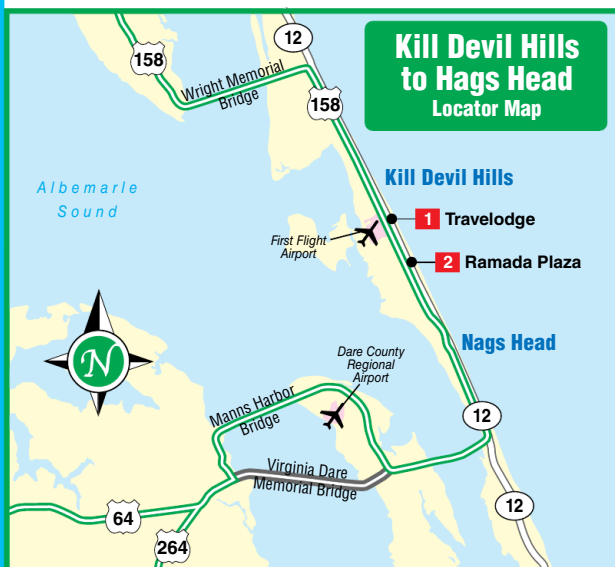 Kill Devil Hills
to Hags Head
Locator Map
12
158
Wright Memorial
Bridge
158
Kill Devil Hills
Albemarle
Sound
1 Travelodge
First Flight
Airport
2 Ramada Plaza
Nags Head
N
Dare County
Regional
Airport
Manns Harbor
Bridge
12
Virginia Dare
Memorial Bridge
12
64
264